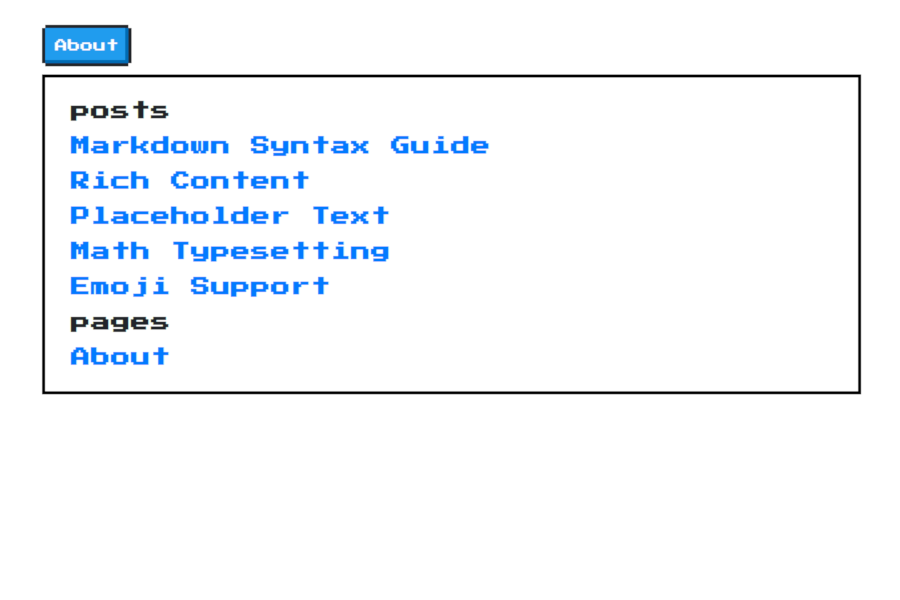 About
posts
Markdown Syntax Guide
Rich Content
Placeholder Text
Math Typesetting
Emoji Support
pages
About